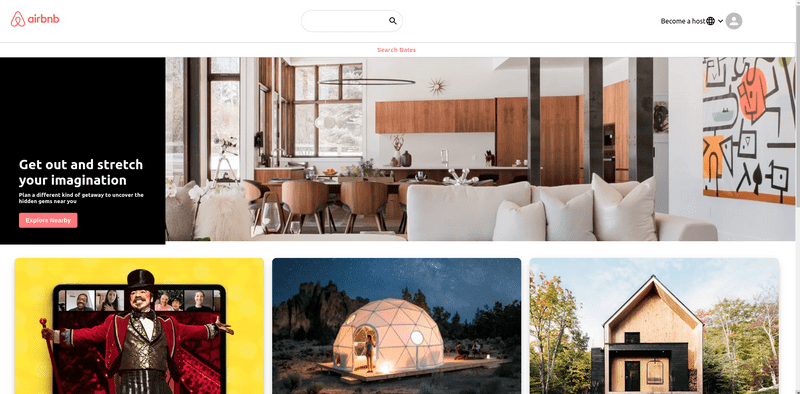 airbnb
Become a host
Search Dates
Get out and stretch
your imagination
Plan a different kind of getaway to uncover the
hidden gems near you
Explore Nearby